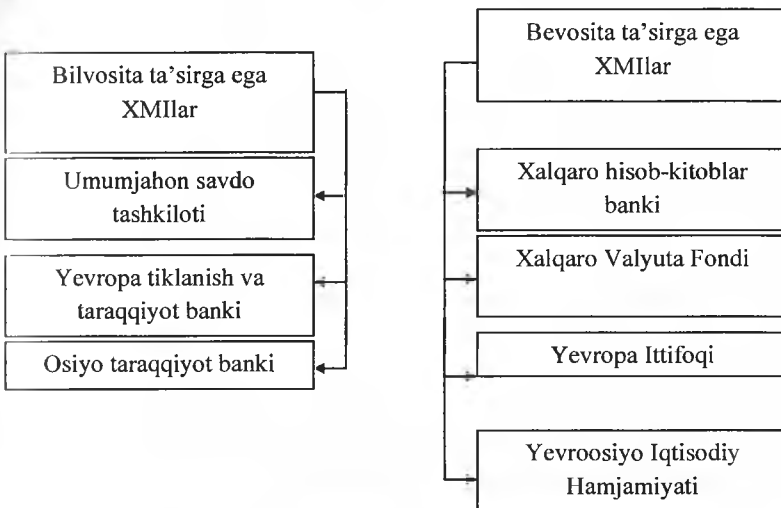 Bilvosita ta’sirga ega
XMIlar
Umumjahon savdo
tashkiloti
Yevropa tiklanish va
taraqqiyot banki
Osiyo taraqqiyot banki
Bevosita ta’sirga ega
XMIlar
Xalqaro hisob-kitoblar
banki
Xalqaro Valyuta Fondi
Yevropa Ittifoqi
Yevroosiyo Iqtisodiy
Hamjamiyati